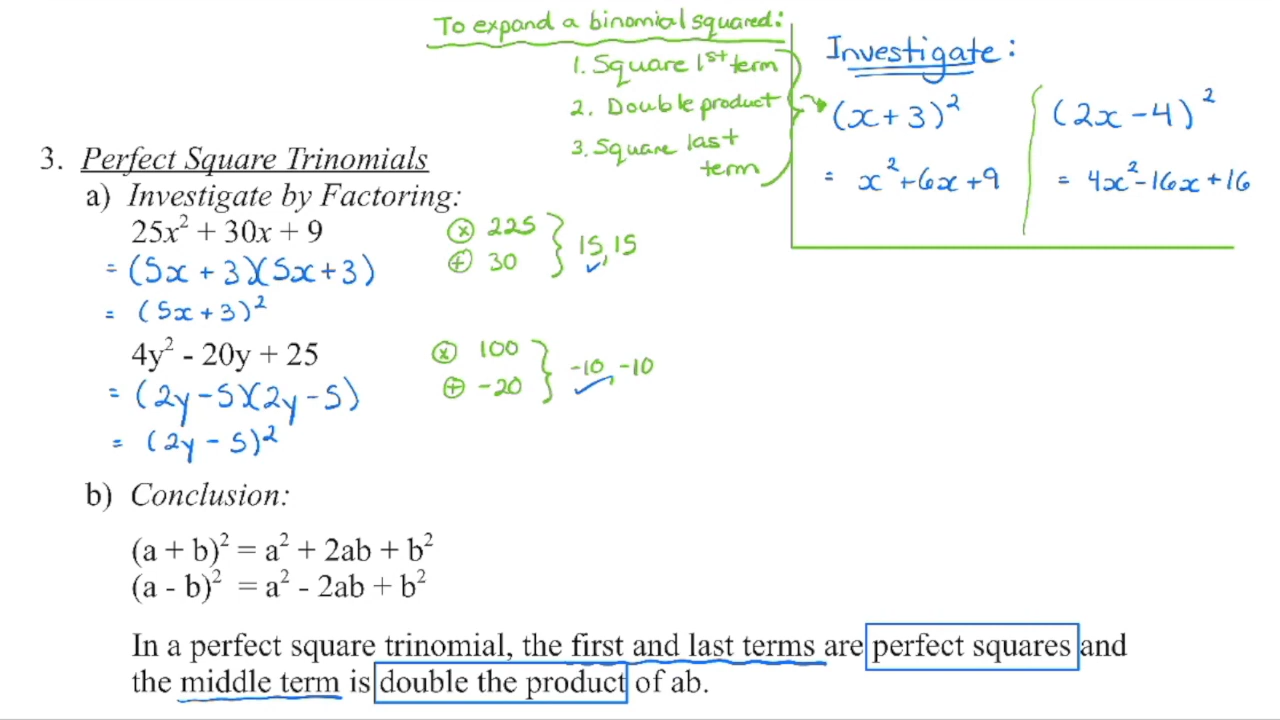 To expand a binomial squared:
1. Square 1st term
2. Double product
3. Square last
term
Investigate:
(x + 3)²
= x² + 6x + 9
(2x - 4)²
= 4x² - 16x + 16
3. Perfect Square Trinomials
a) Investigate by Factoring:
25x² + 30x + 9
= (5x + 3)(5x + 3)
= (5x + 3)²
ⓧ 225
⊕ 30
15, 15
4y² - 20y + 25
= (2y - 5)(2y - 5)
= (2y - 5)²
ⓧ 100
⊕ -20
-10, -10
b) Conclusion:
(a + b)² = a² + 2ab + b²
(a - b)² = a² - 2ab + b²
In a perfect square trinomial, the first and last terms are perfect squares and
the middle term is double the product of ab.